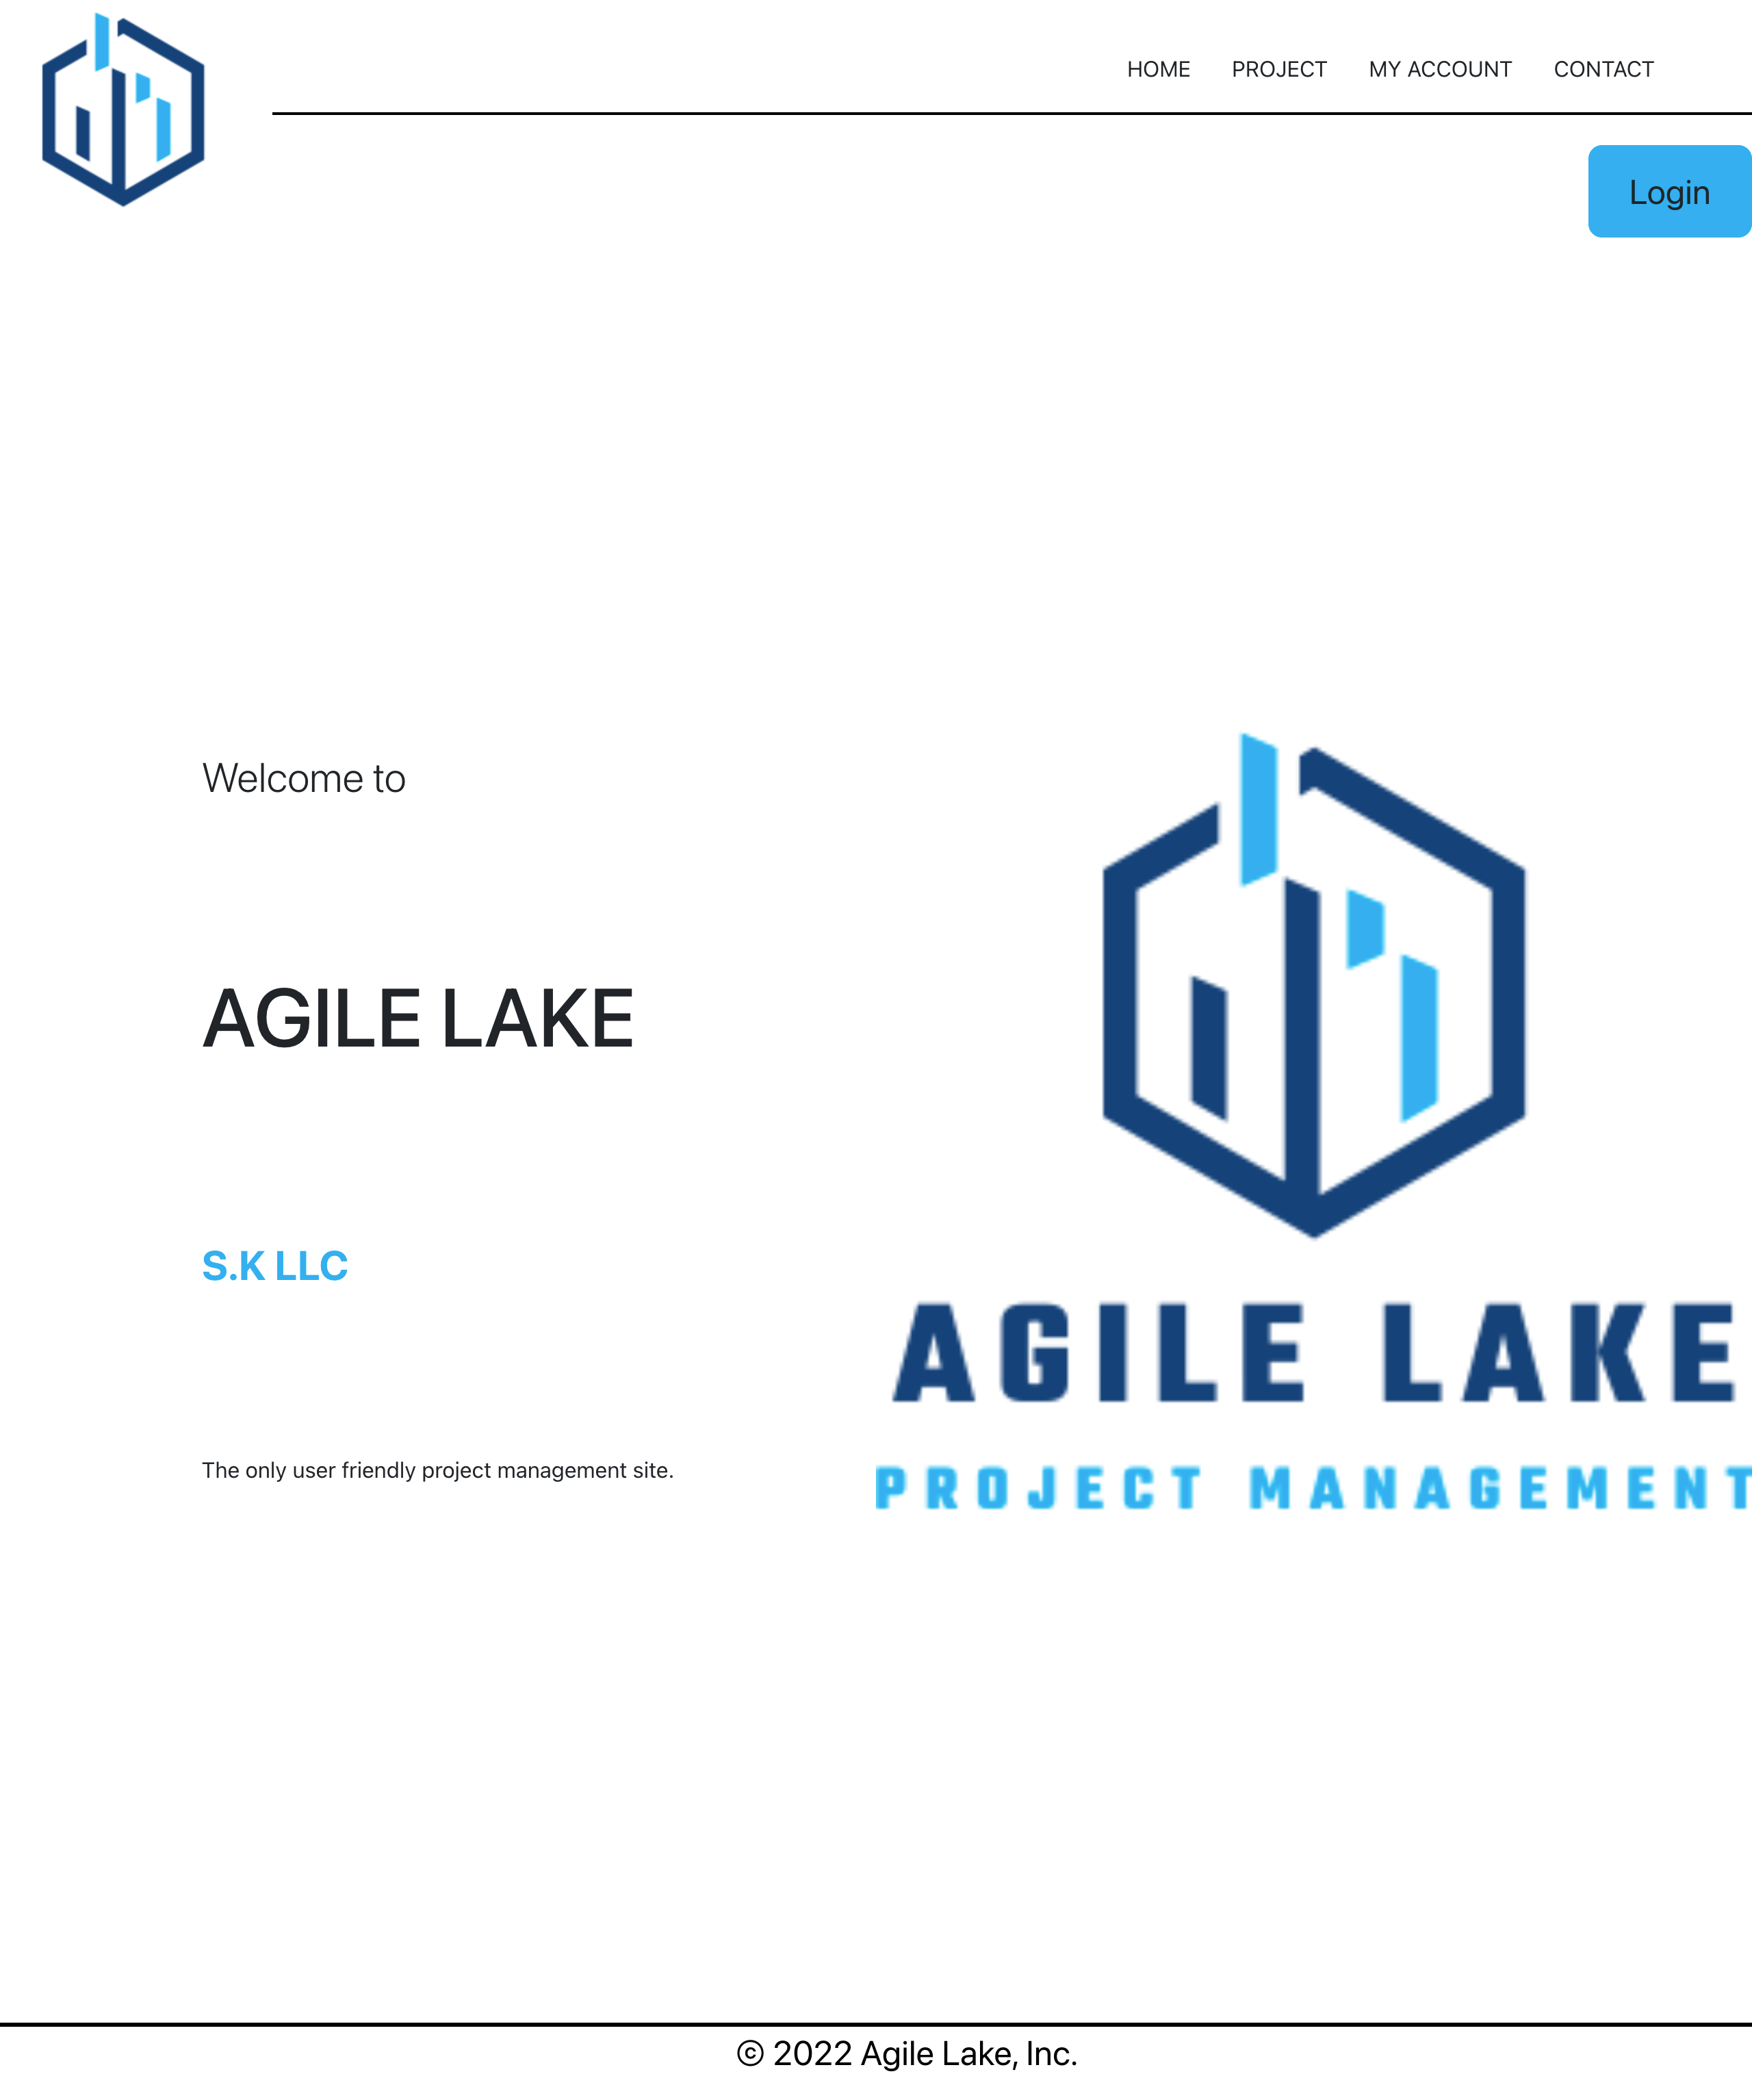 HOME PROJECT MY ACCOUNT CONTACT
Login
Welcome to
AGILE LAKE
S.K LLC
The only user friendly project management site.
AGILE LAKE
PROJECT MANAGEMENT
© 2022 Agile Lake, Inc.